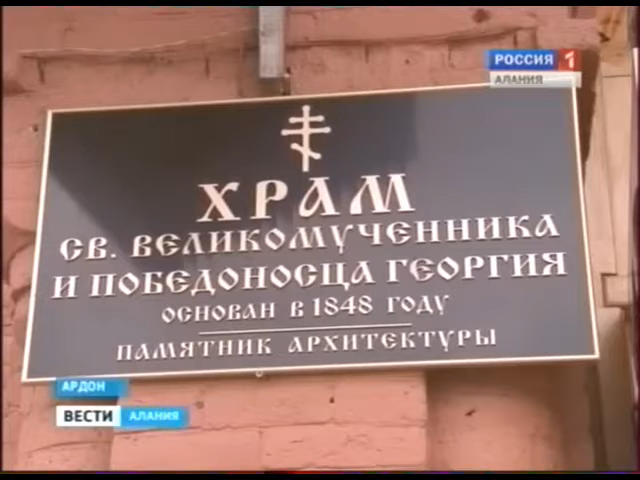 РОССИЯ 1
АЛАНИЯ
ХРАМ
СВ. ВЕЛИКОМУЧЕННИКА
И ПОБЕДОНОСЦА ГЕОРГИЯ
ОСНОВАН В 1848 ГОДУ
ПАМЯТНИК АРХИТЕКТУРЫ
АРДОН
ВЕСТИ АЛАНИЯ